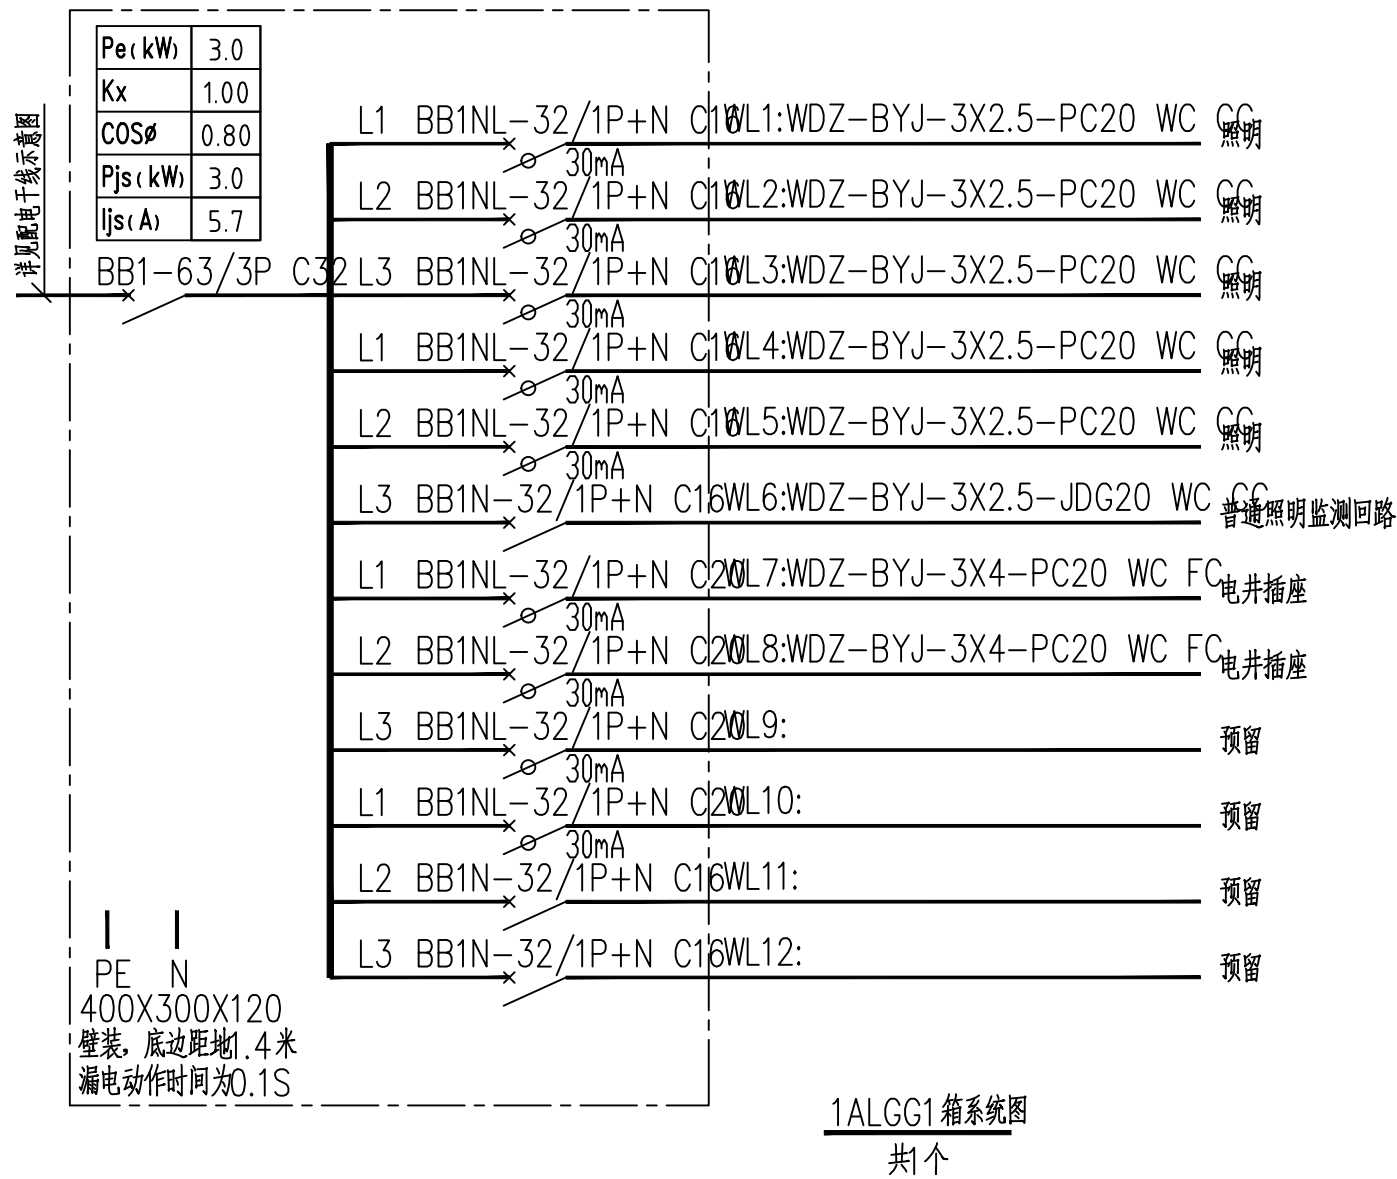 Pe(kW) 3.0
Kx 1.00
COSø 0.80
Pjs(kW) 3.0
Ijs(A) 5.7
详见配电干线示意图
BB1-63/3P C32
L1 BB1NL-32/1P+N C16 WL1:WDZ-BYJ-3X2.5-PC20 WC CC 照明
30mA
L2 BB1NL-32/1P+N C16 WL2:WDZ-BYJ-3X2.5-PC20 WC CC 照明
30mA
L3 BB1NL-32/1P+N C16 WL3:WDZ-BYJ-3X2.5-PC20 WC CC 照明
30mA
L1 BB1NL-32/1P+N C16 WL4:WDZ-BYJ-3X2.5-PC20 WC CC 照明
30mA
L2 BB1NL-32/1P+N C16 WL5:WDZ-BYJ-3X2.5-PC20 WC CC 照明
30mA
L3 BB1N-32/1P+N C16 WL6:WDZ-BYJ-3X2.5-JDG20 WC CC 普通照明监测回路
L1 BB1NL-32/1P+N C20 WL7:WDZ-BYJ-3X4-PC20 WC FC 电井插座
30mA
L2 BB1NL-32/1P+N C20 WL8:WDZ-BYJ-3X4-PC20 WC FC 电井插座
30mA
L3 BB1NL-32/1P+N C20 WL9: 预留
30mA
L1 BB1NL-32/1P+N C20 WL10: 预留
30mA
L2 BB1N-32/1P+N C16 WL11: 预留
L3 BB1N-32/1P+N C16 WL12: 预留
PE N
400X300X120
壁装，底边距地1.4米
漏电动作时间为0.1S
1ALGG1箱系统图
共1个